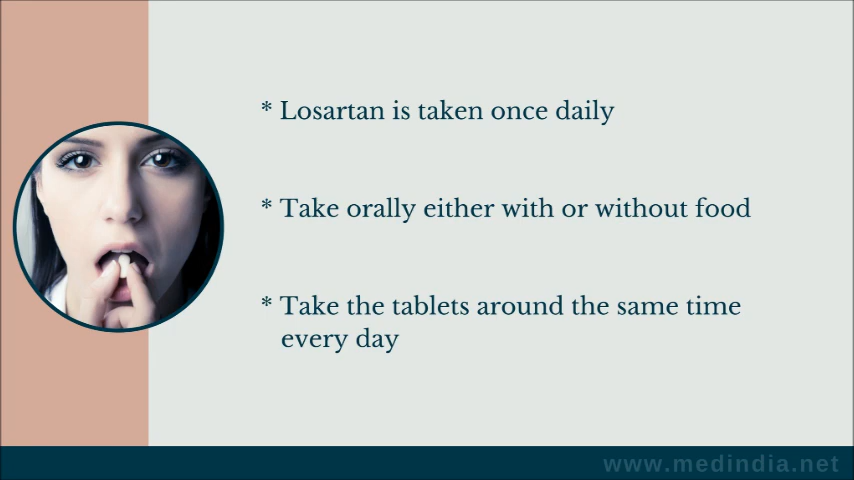 * Losartan is taken once daily
* Take orally either with or without food
* Take the tablets around the same time
every day
www.medindia.net